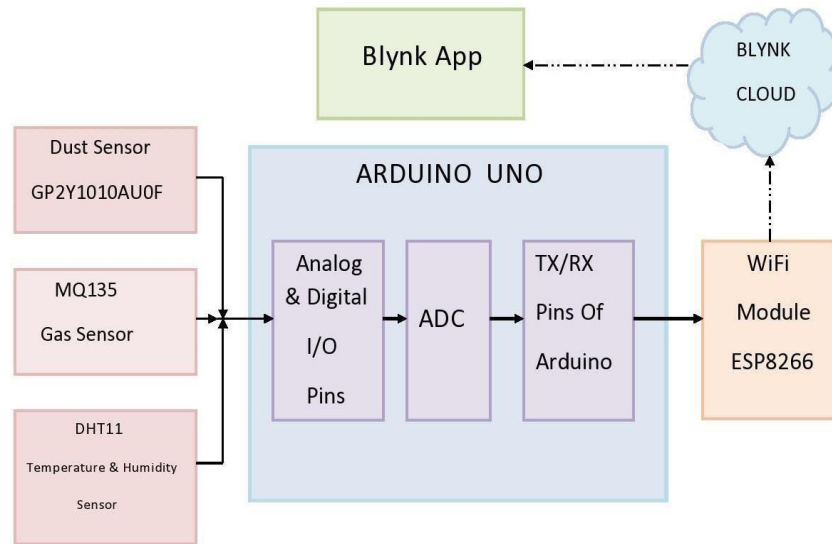 Blynk App
BLYNK
CLOUD
Dust Sensor
GP2Y1010AU0F
MQ135
Gas Sensor
DHT11
Temperature & Humidity
Sensor
ARDUINO UNO
Analog
& Digital
I/O
Pins
ADC
TX/RX
Pins Of
Arduino
WiFi
Module
ESP8266